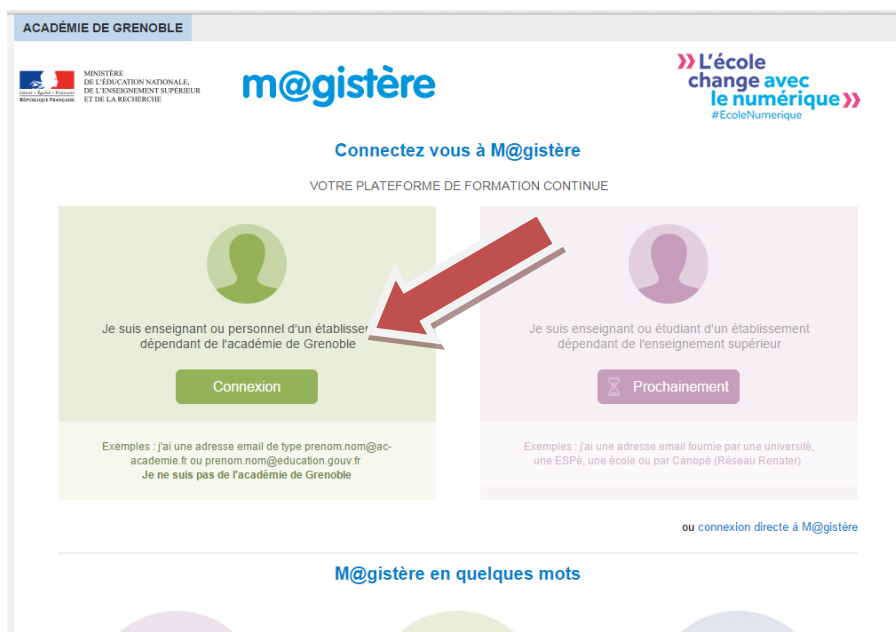 ACADÉMIE DE GRENOBLE
MINISTÈRE
DE L'ÉDUCATION NATIONALE,
DE L'ENSEIGNEMENT SUPÉRIEUR
ET DE LA RECHERCHE
Liberté • Égalité • Fraternité
RÉPUBLIQUE FRANÇAISE
m@gistère
L'école
change avec
le numérique
#EcoleNumerique
Connectez vous à M@gistère
VOTRE PLATEFORME DE FORMATION CONTINUE
Je suis enseignant ou personnel d'un
dépendant de l'académie de Grenoble
Connexion
Exemples : j'ai une adresse email de type prenom.nom@ac-
academie.fr ou prenom.nom@education.gouv.fr
Je ne suis pas de l'académie de Grenoble
Je suis enseignant ou étudiant d'un établissement
dépendant de l'enseignement supérieur
Prochainement
Exemples : j'ai une adresse email fournie par une université,
une ESPé, une école ou par Canopé (Réseau Renater)
ou connexion directe à M@gistère
M@gistère en quelques mots